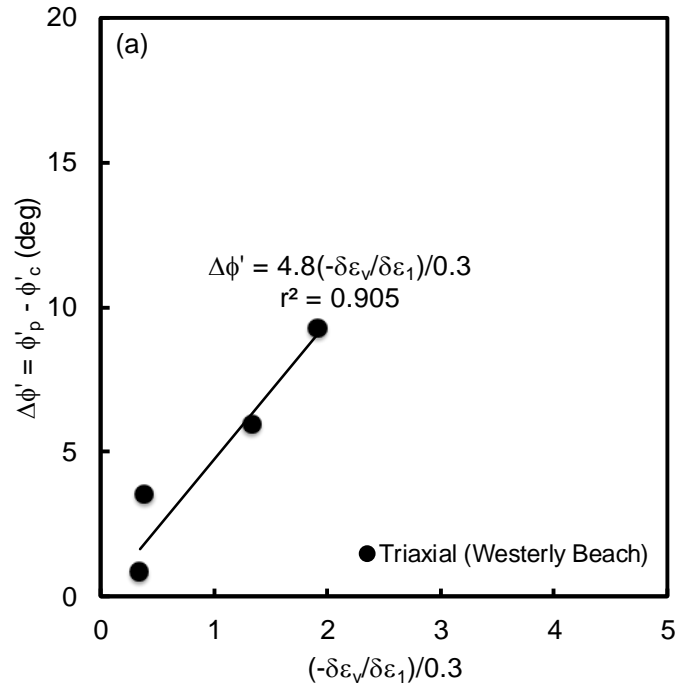 (a)
20
15
10
5
0
Δϕ' = ϕ'p - ϕ'c (deg)
Δϕ' = 4.8(-δεv/δε1)/0.3
r² = 0.905
Triaxial (Westerly Beach)
0 1 2 3 4 5
(-δεv/δε1)/0.3